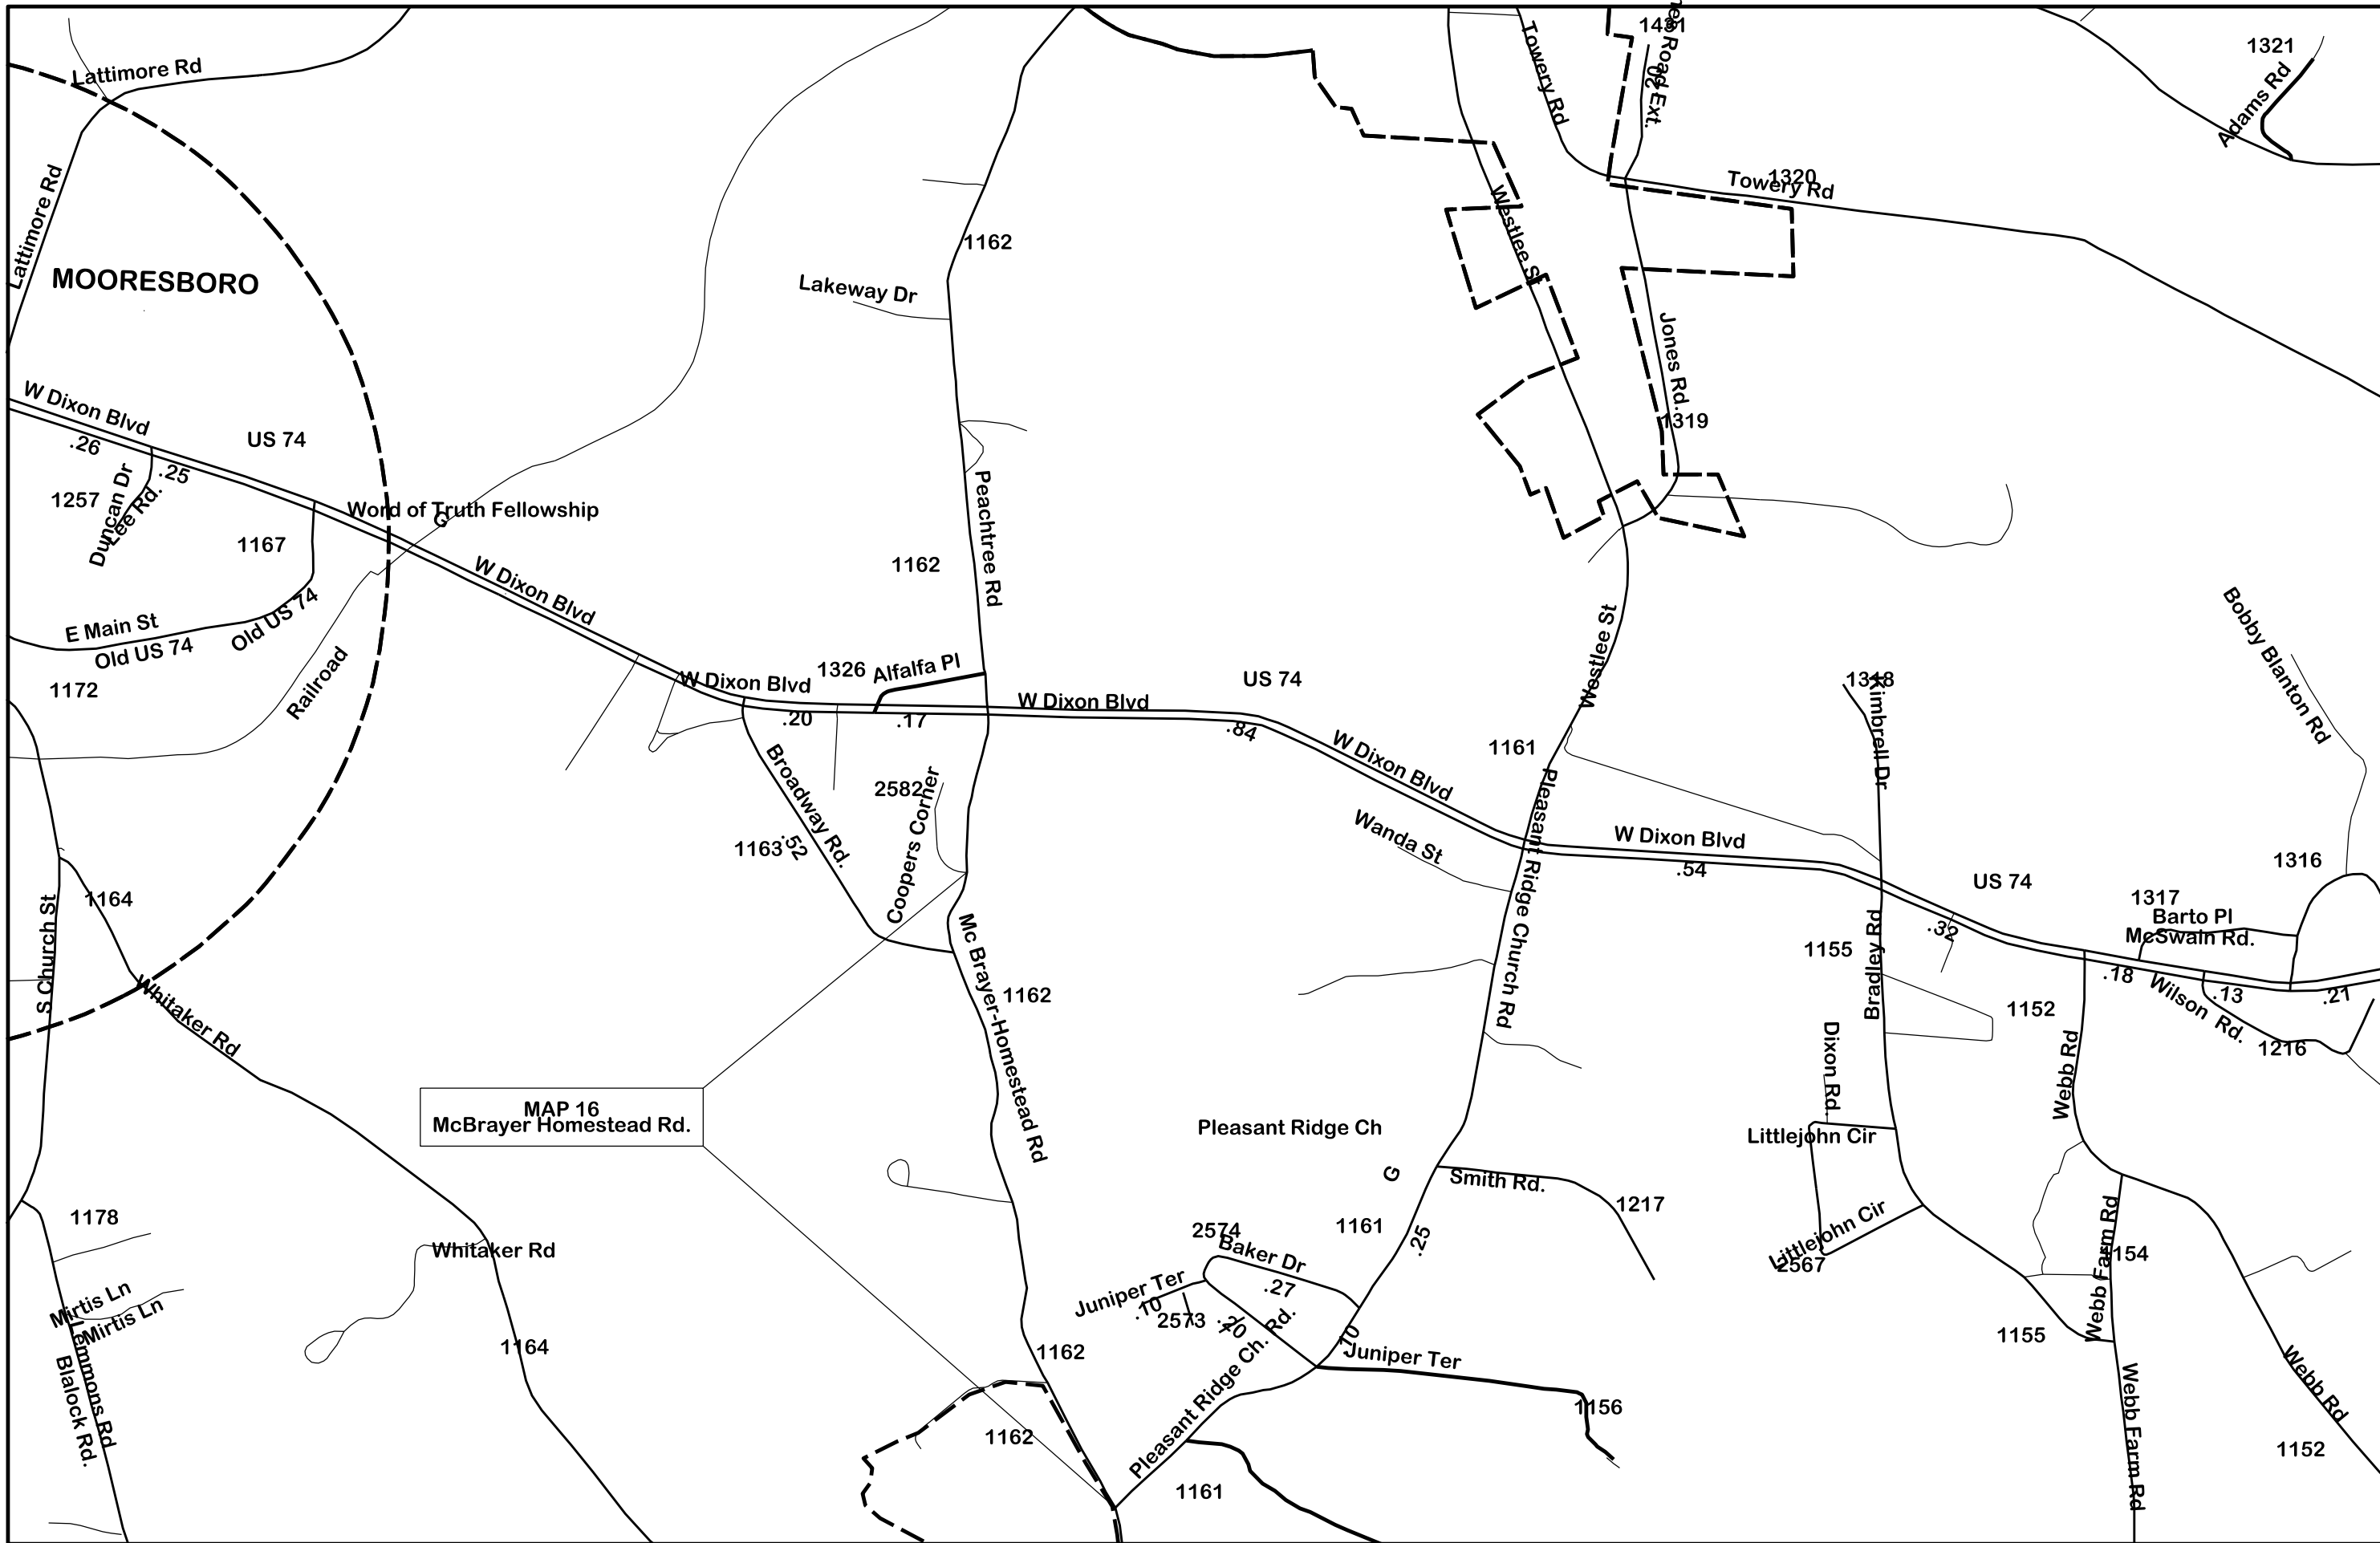 1431
1321
Lattimore Rd
Towery Rd
Road Ext.
.20
Adams Rd
1320
Towery Rd
Lattimore Rd
Westlee St
1162
MOORESBORO
Lakeway Dr
Jones Rd.
1319
W Dixon Blvd
.26
US 74
.25
1257
Duncan Dr
Lee Rd.
Word of Truth Fellowship
G
1167
Peachtree Rd
1162
W Dixon Blvd
E Main St
Old US 74
Old US 74
Westlee St
Bobby Blanton Rd
1172
Railroad
W Dixon Blvd
1326
Alfalfa Pl
US 74
1318
Kimbrell Dr
.20
.17
W Dixon Blvd
.84
W Dixon Blvd
1161
Broadway Rd.
2582
Coopers Corner
1163
.52
Wanda St
Pleasant Ridge Church Rd
W Dixon Blvd
.54
US 74
1316
1164
1317
Barto Pl
McSwain Rd.
S Church St
Mc Brayer-Homestead Rd
1162
1155
Bradley Rd
.32
.18
Wilson Rd.
.13
.21
Whitaker Rd
1152
1216
Dixon Rd.
Webb Rd
MAP 16
McBrayer Homestead Rd.
Pleasant Ridge Ch
G
Littlejohn Cir
Smith Rd.
1217
1178
Whitaker Rd
2574
Baker Dr
1161
.25
Littlejohn Cir
2567
Webb Farm Rd
1154
Juniper Ter
.10
2573
.27
.20
Mirtis Ln
Mirtis Ln
Lemmons Rd
Blalock Rd.
1164
1162
Pleasant Ridge Ch. Rd.
.10
Juniper Ter
1155
Webb Rd
1156
Webb Farm Rd
1162
1161
1152